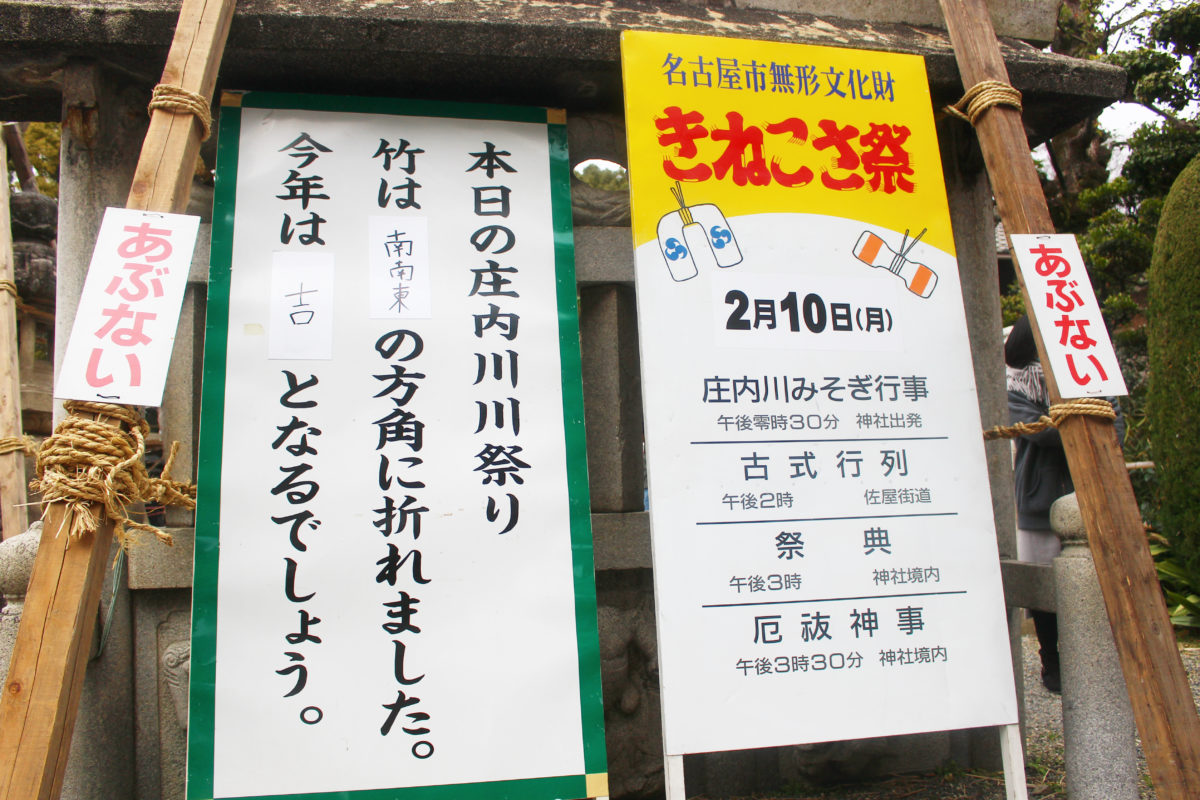 本日の庄内川川祭り
竹は南南東の方角に折れました。
今年は吉となるでしょう。
あぶない
名古屋市無形文化財
きねこさ祭
2月10日(月)
庄内川みそぎ行事
午後零時30分 神社出発
古式行列
午後2時 佐屋街道
祭典
午後3時 神社境内
厄祓神事
午後3時30分 神社境内
あぶない